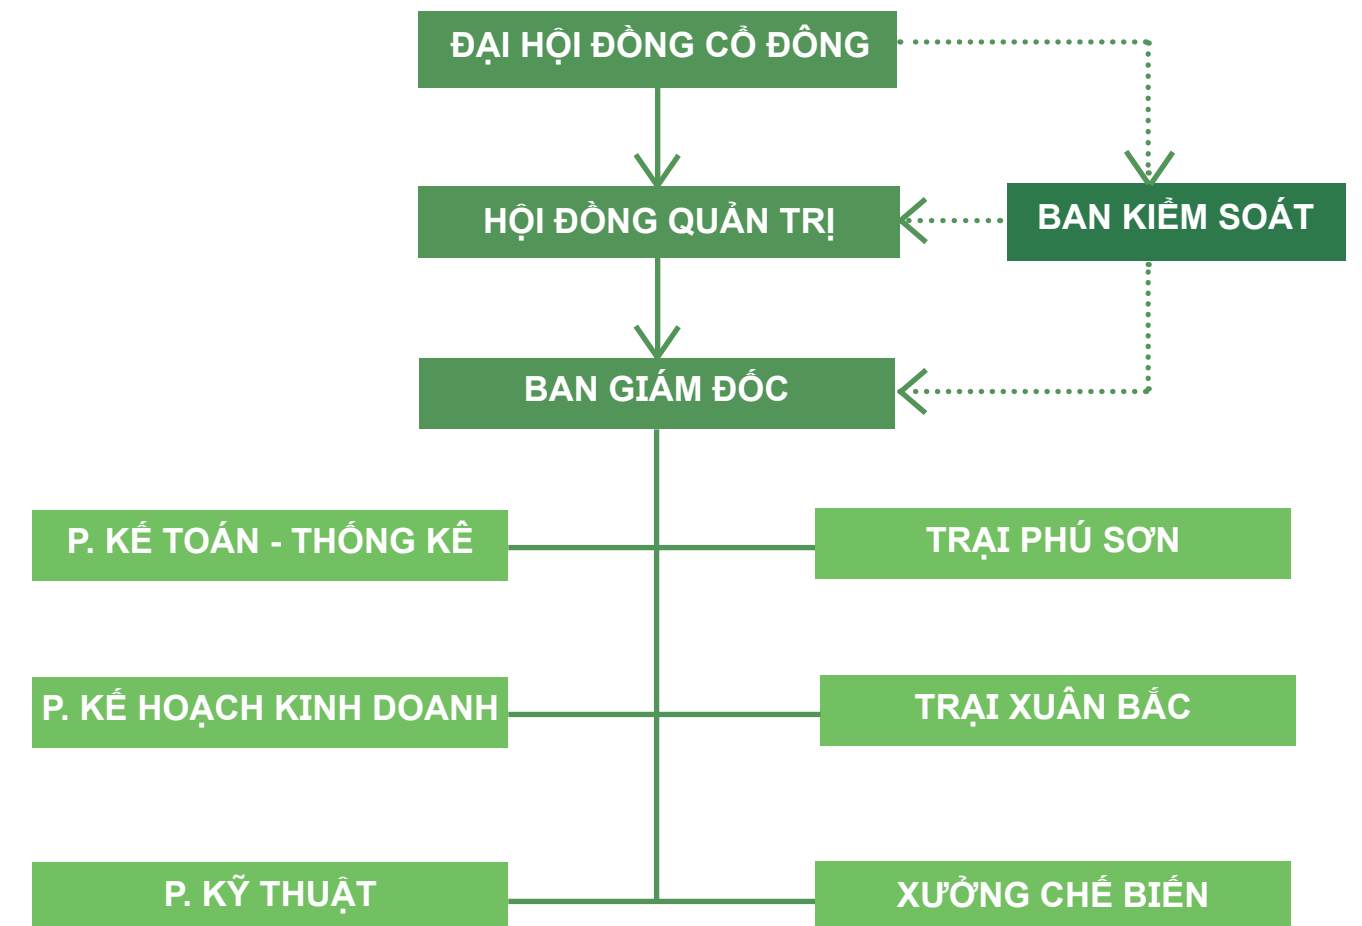 ĐẠI HỘI ĐỒNG CỔ ĐÔNG
HỘI ĐỒNG QUẢN TRỊ
BAN KIỂM SOÁT
BAN GIÁM ĐỐC
P. KẾ TOÁN - THỐNG KÊ
TRẠI PHÚ SƠN
P. KẾ HOẠCH KINH DOANH
TRẠI XUÂN BẮC
P. KỸ THUẬT
XƯỞNG CHẾ BIẾN